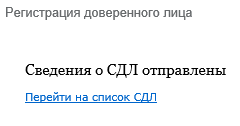 Регистрация доверенного лица
Сведения о СДЛ отправлены
Перейти на список СДЛ